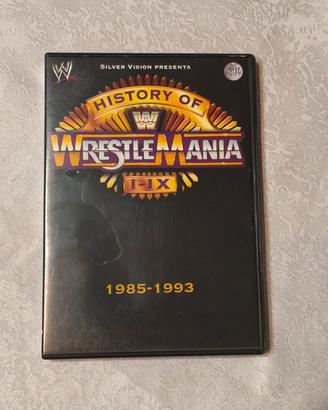 W
SILVER VISION PRESENTA
HISTORY OF
W
WRESTLEMANIA
I-IX
1985-1993